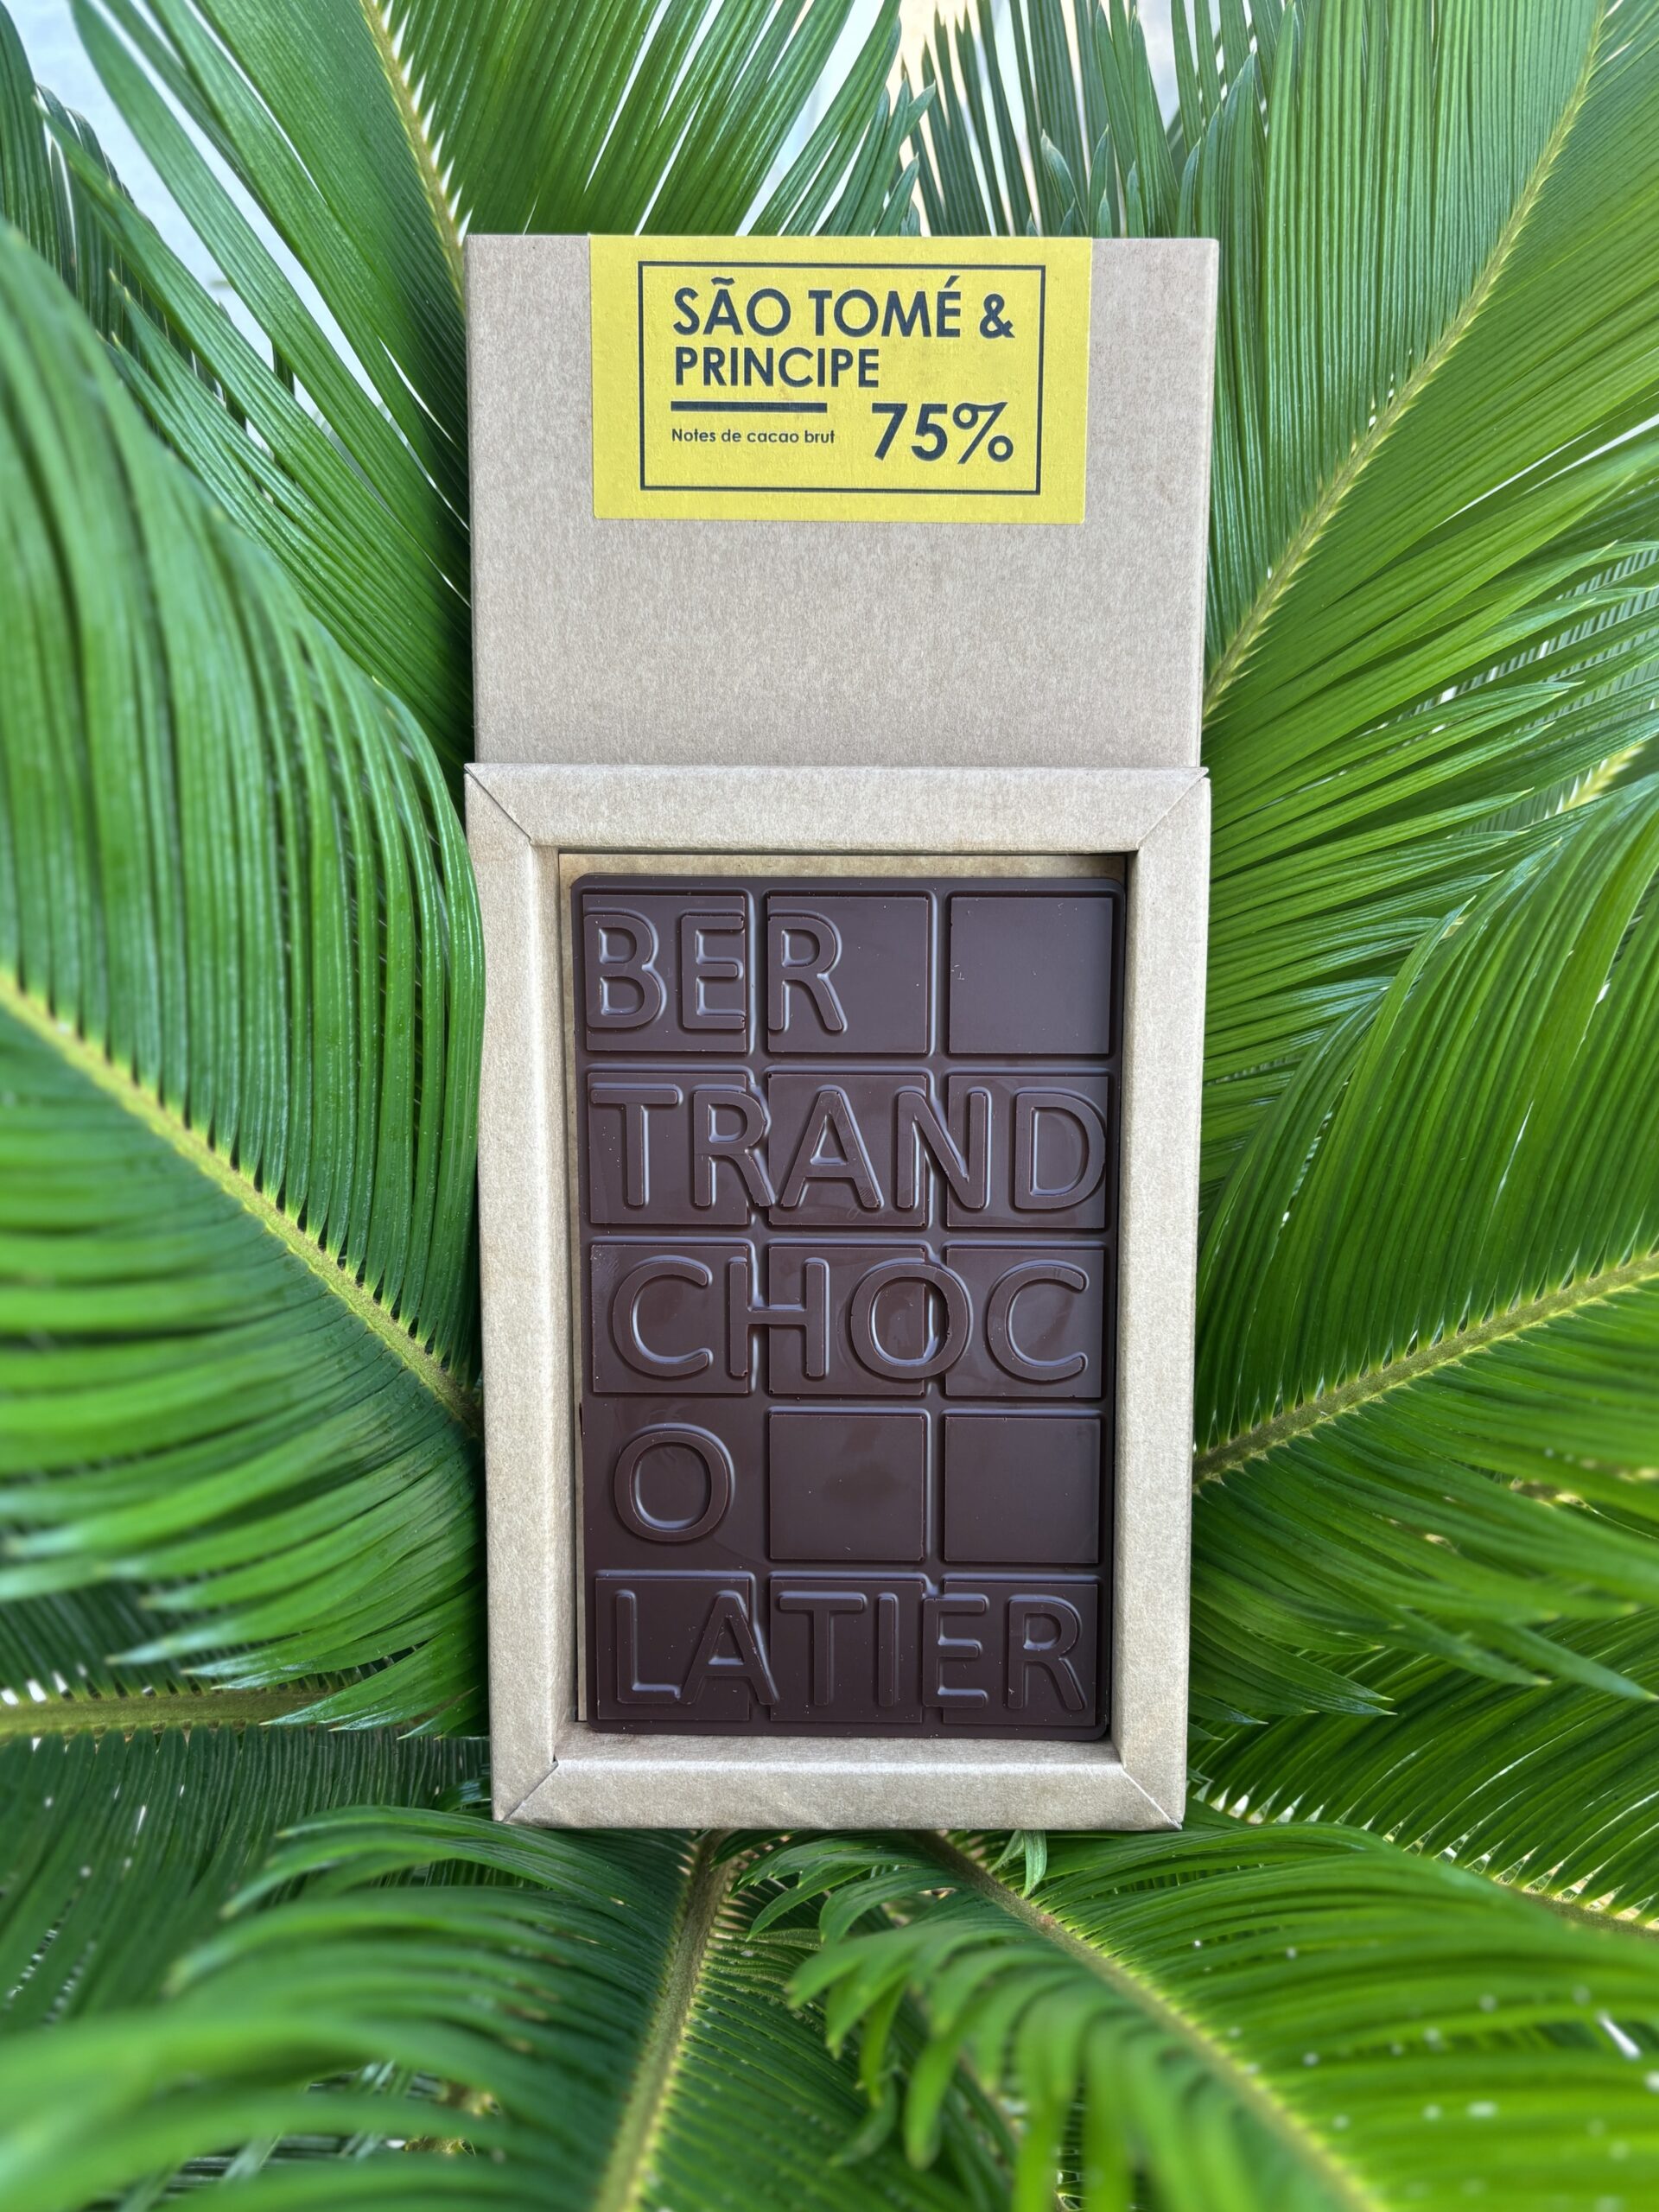 SÃO TOMÉ &
PRINCIPE
Notes de cacao brut 75%
BER
TRAND
CHOC
O
LATIER